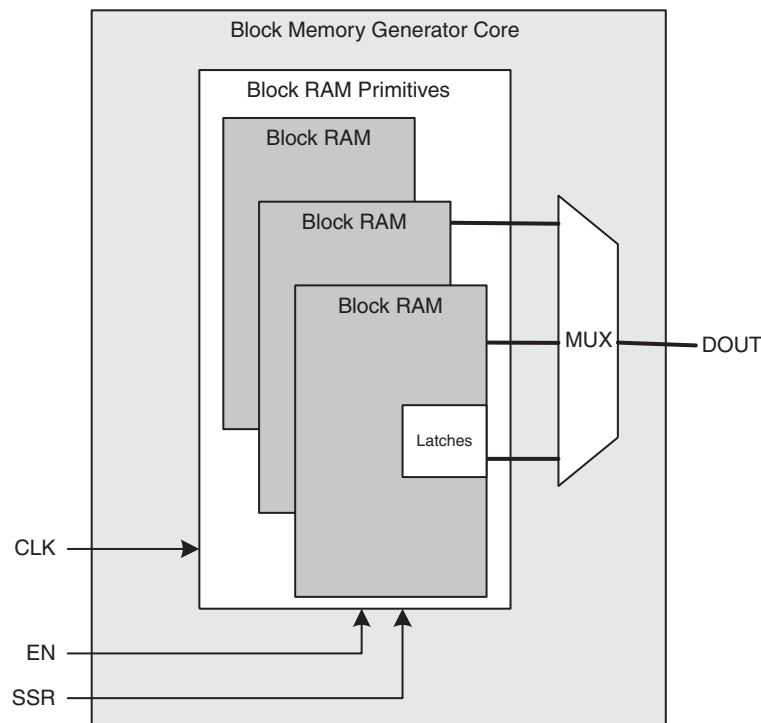 Block Memory Generator Core
Block RAM Primitives
Block RAM
Block RAM
Block RAM
MUX
DOUT
Latches
CLK
EN
SSR